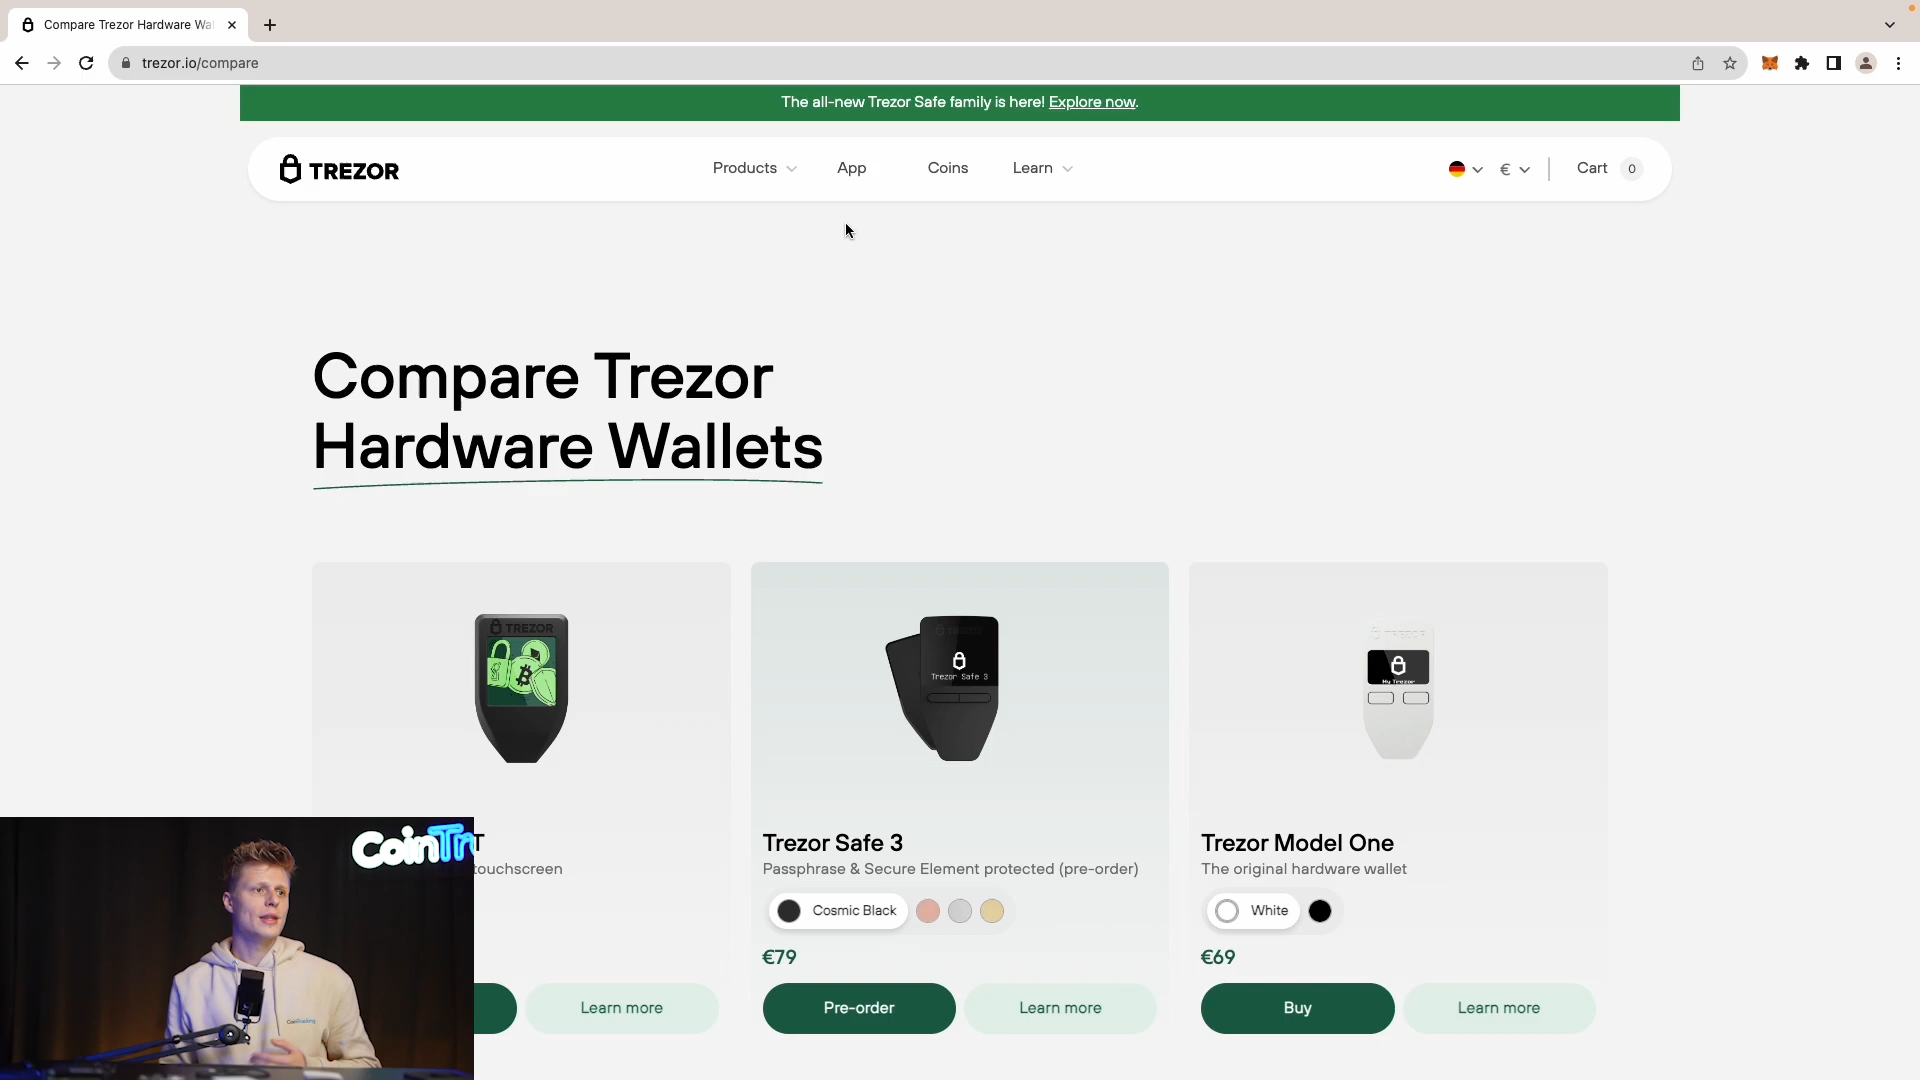 Compare Trezor Hardware Wa
trezor.io/compare
The all-new Trezor Safe family is here! Explore now.
TREZOR
Products
App
Coins
Learn
€
Cart
0
Compare Trezor
Hardware Wallets
TREZOR
Trezor Safe 3
My Trezor
T
touchscreen
Trezor Safe 3
Passphrase & Secure Element protected (pre-order)
Cosmic Black
€79
Trezor Model One
The original hardware wallet
White
€69
Learn more
Pre-order
Learn more
Buy
Learn more
CoinTr
CoinTracking